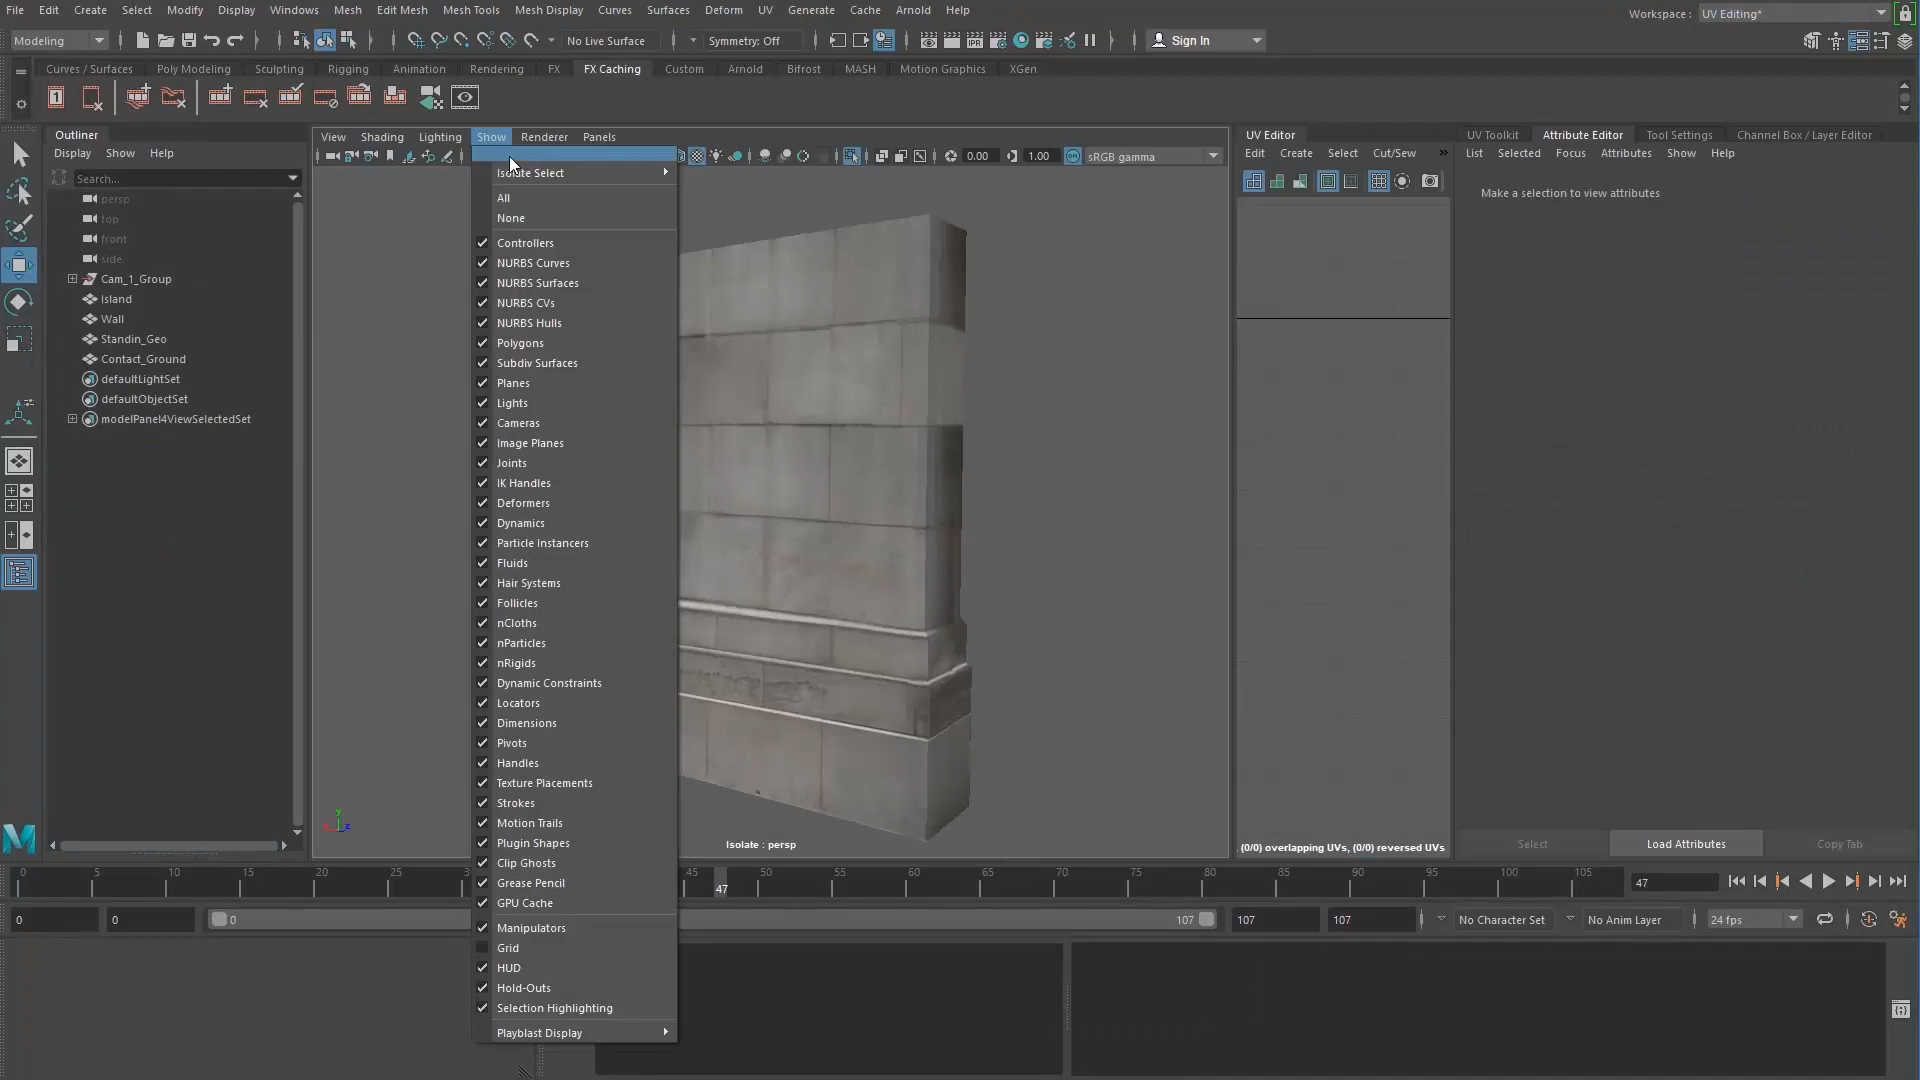 File Edit Create Select Modify Display Windows Mesh Edit Mesh Mesh Tools Mesh Display Curves Surfaces Deform UV Generate Cache Arnold Help
Workspace : UV Editing*
Modeling
No Live Surface
Symmetry: Off
IPR
Sign In
Curves / Surfaces Poly Modeling Sculpting Rigging Animation Rendering FX FX Caching Custom Arnold Bifrost MASH Motion Graphics XGen
Outliner
Display Show Help
Search...
persp
top
front
side
Cam_1_Group
Island
Wall
Standin_Geo
Contact_Ground
defaultLightSet
defaultObjectSet
modelPanel4ViewSelectedSet
View Shading Lighting Show Renderer Panels
0.00 1.00 ON sRGB gamma
Isolate Select
All
None
Controllers
NURBS Curves
NURBS Surfaces
NURBS CVs
NURBS Hulls
Polygons
Subdiv Surfaces
Planes
Lights
Cameras
Image Planes
Joints
IK Handles
Deformers
Dynamics
Particle Instancers
Fluids
Hair Systems
Follicles
nCloths
nParticles
nRigids
Dynamic Constraints
Locators
Dimensions
Pivots
Handles
Texture Placements
Strokes
Motion Trails
Plugin Shapes
Clip Ghosts
Grease Pencil
GPU Cache
Manipulators
Grid
HUD
Hold-Outs
Selection Highlighting
Playblast Display
y
z
Isolate : persp
UV Editor
Edit Create Select Cut/Sew »
(0/0) overlapping UVs, (0/0) reversed UVs
UV Toolkit Attribute Editor Tool Settings Channel Box / Layer Editor
List Selected Focus Attributes Show Help
Make a selection to view attributes
Select Load Attributes Copy Tab
0 5 10 15 20 25 45 47 50 55 60 65 70 75 80 85 90 95 100 105
47
0 0 0 107 107 107
No Character Set
No Anim Layer
24 fps